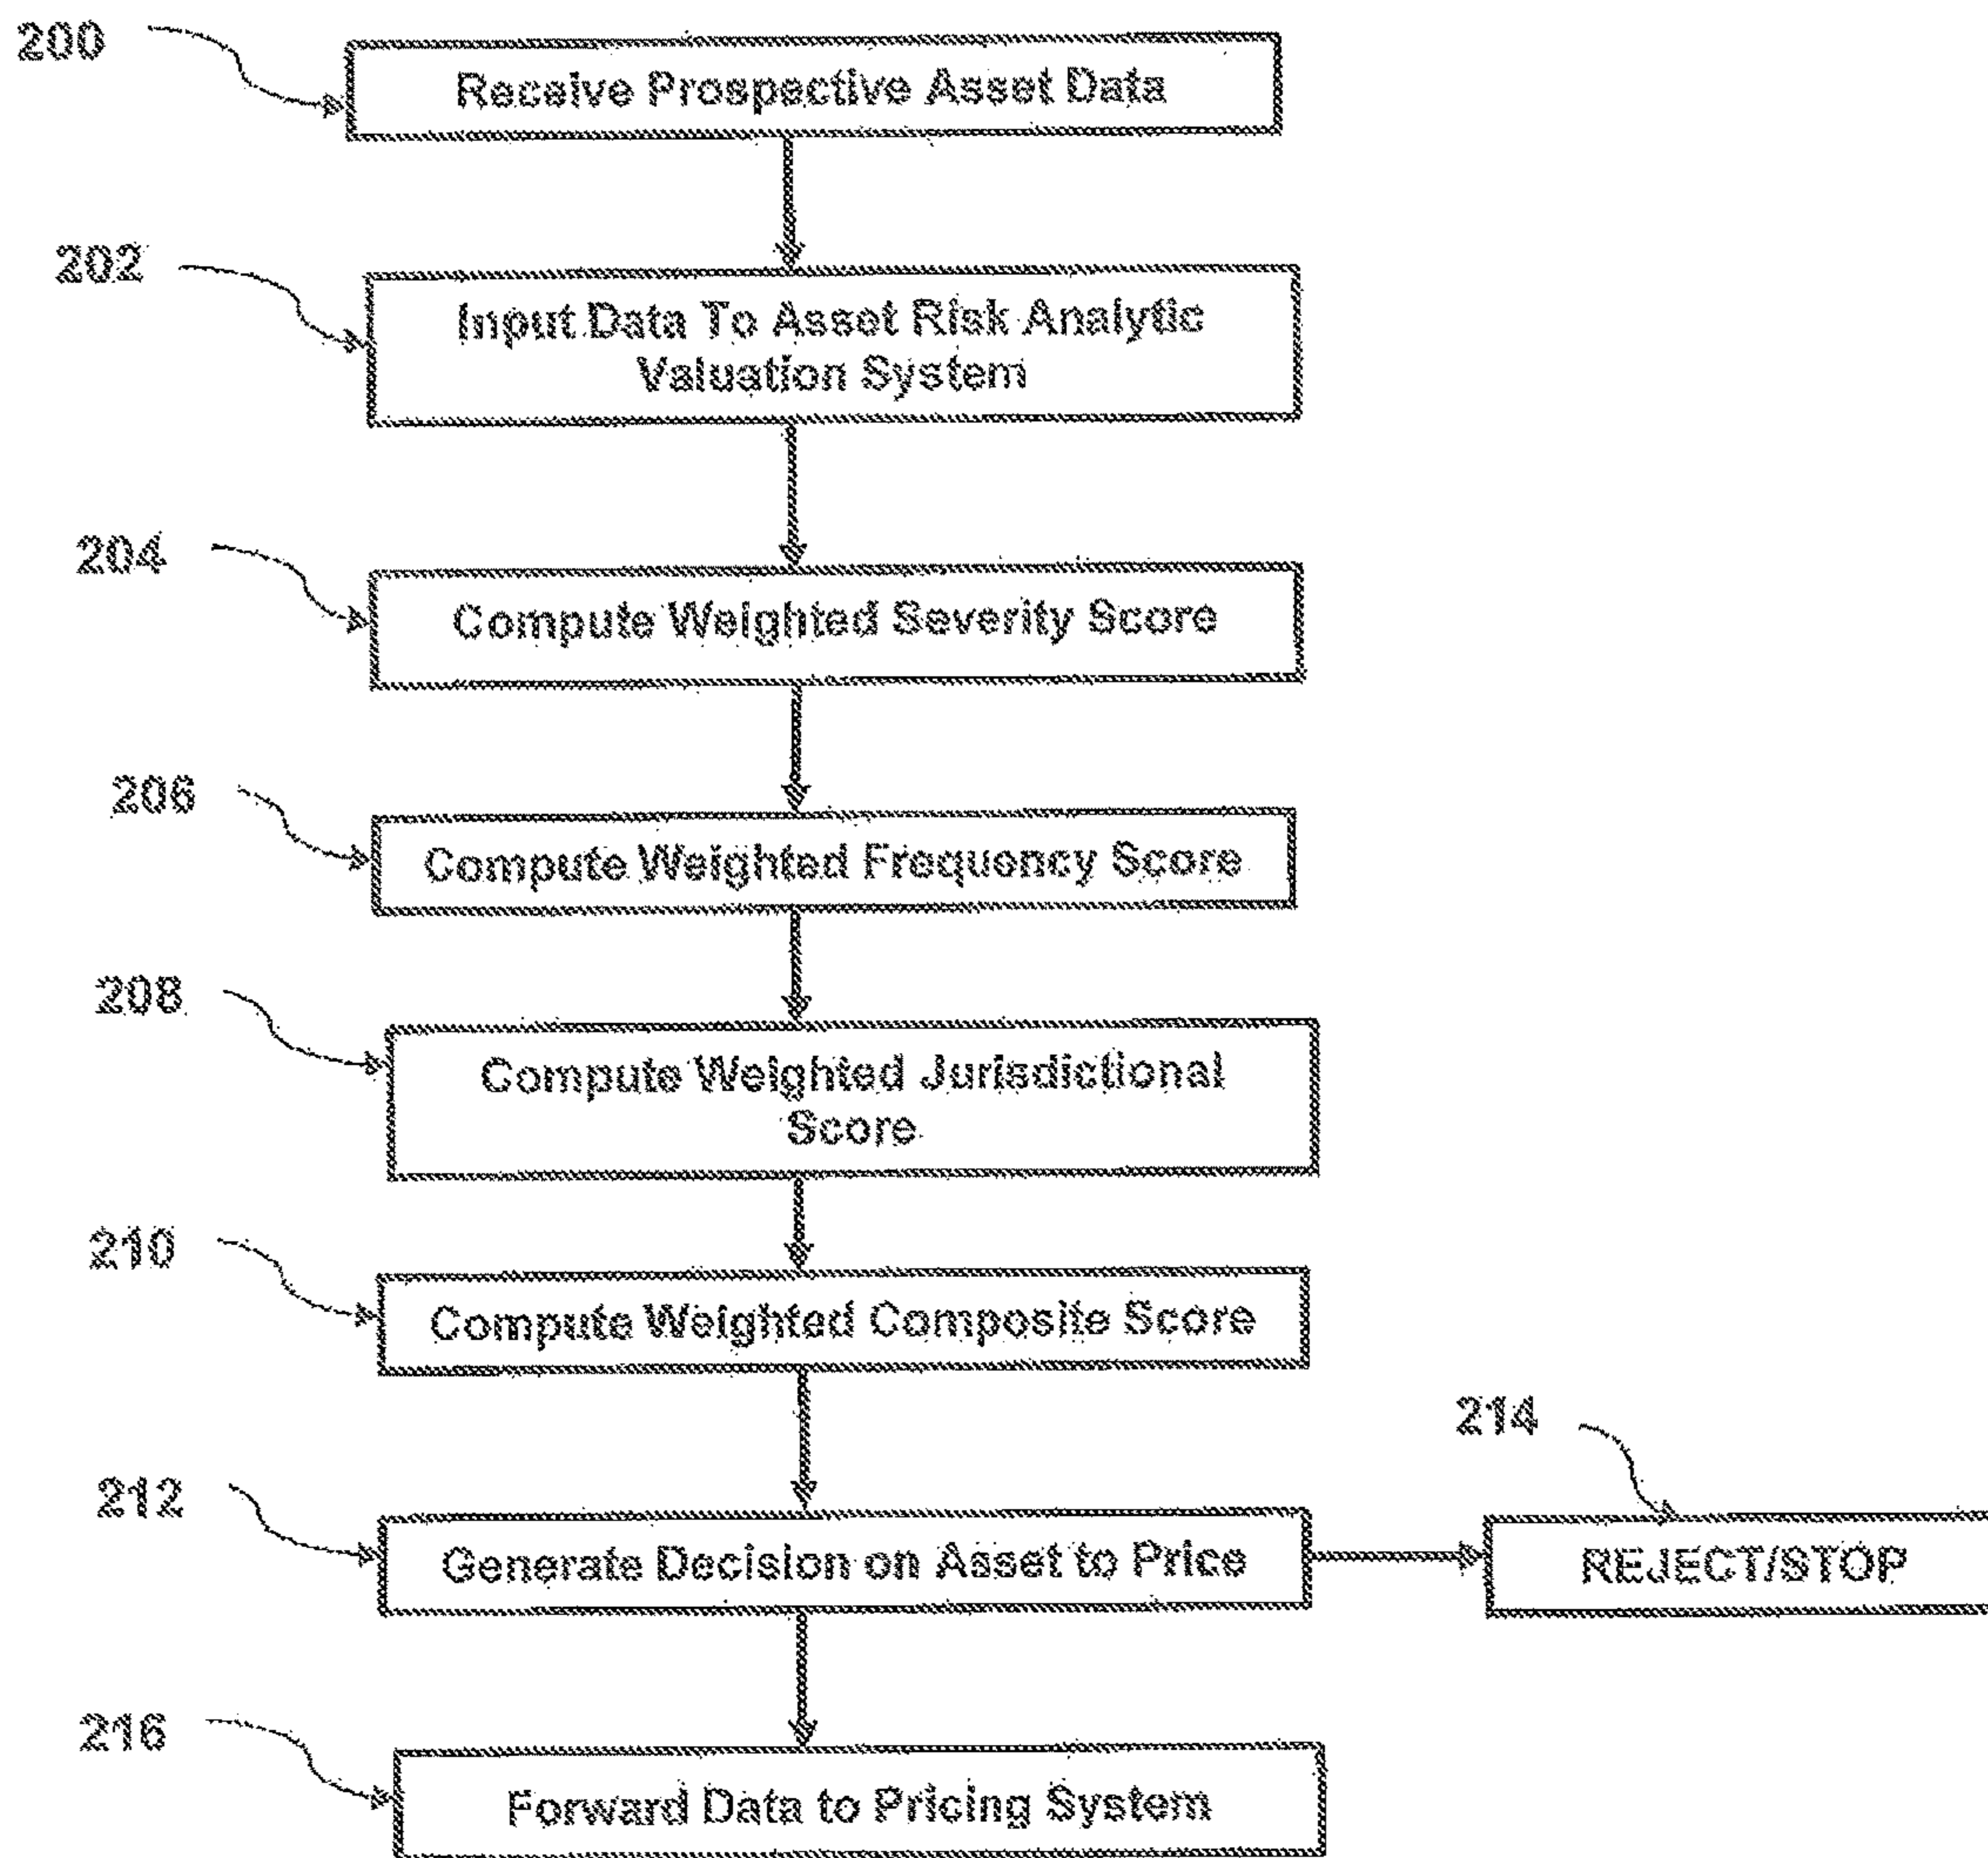 200
Receive Prospective Asset Data
202
Input Data To Asset Risk Analytic
Valuation System
204
Compute Weighted Severity Score
206
Compute Weighted Frequency Score
208
Compute Weighted Jurisdictional
Score
210
Compute Weighted Composite Score
212
Generate Decision on Asset to Price
214
REJECT/STOP
216
Forward Data to Pricing System